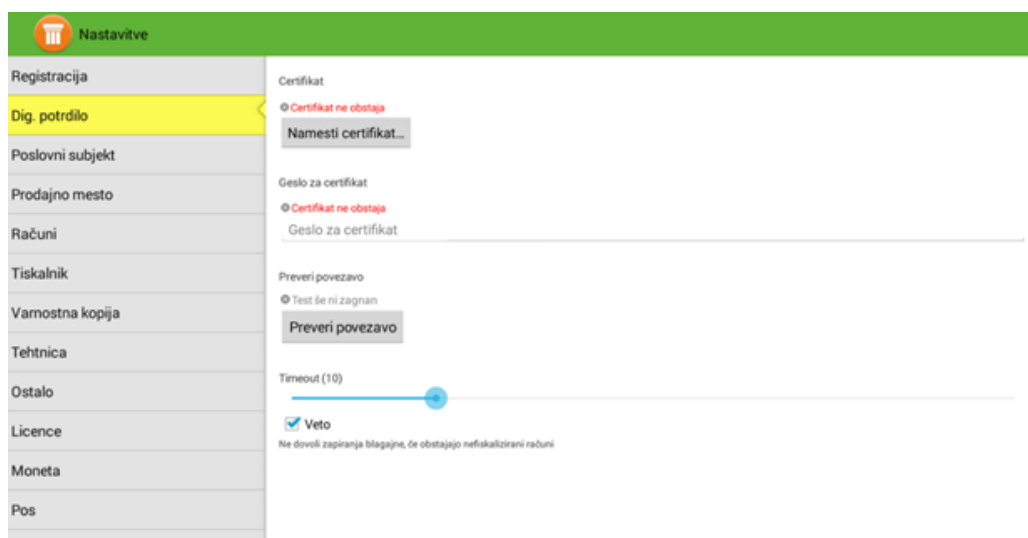 Nastavitve
Registracija
Dig. potrdilo
Poslovni subjekt
Prodajno mesto
Računi
Tiskalnik
Varnostna kopija
Tehtnica
Ostalo
Licence
Moneta
Pos
Certifikat
Certifikat ne obstaja
Namesti certifikat...
Geslo za certifikat
Certifikat ne obstaja
Geslo za certifikat
Preveri povezavo
Test še ni zagnan
Preveri povezavo
Timeout (10)
Veto
Ne dovoli zapiranja blagajne, če obstajajo nefiskalizirani računi